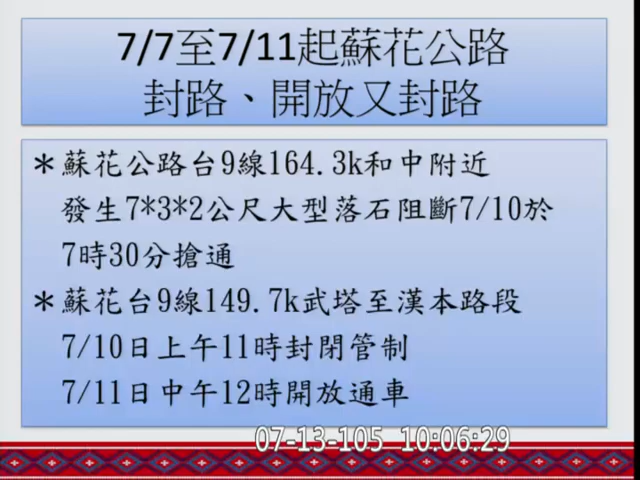 7/7至7/11起蘇花公路
封路、開放又封路
＊蘇花公路台9線164.3k和中附近
發生7*3*2公尺大型落石阻斷7/10於
7時30分搶通
＊蘇花台9線149.7k武塔至漢本路段
7/10日上午11時封閉管制
7/11日中午12時開放通車
07-13-105 10:06:29